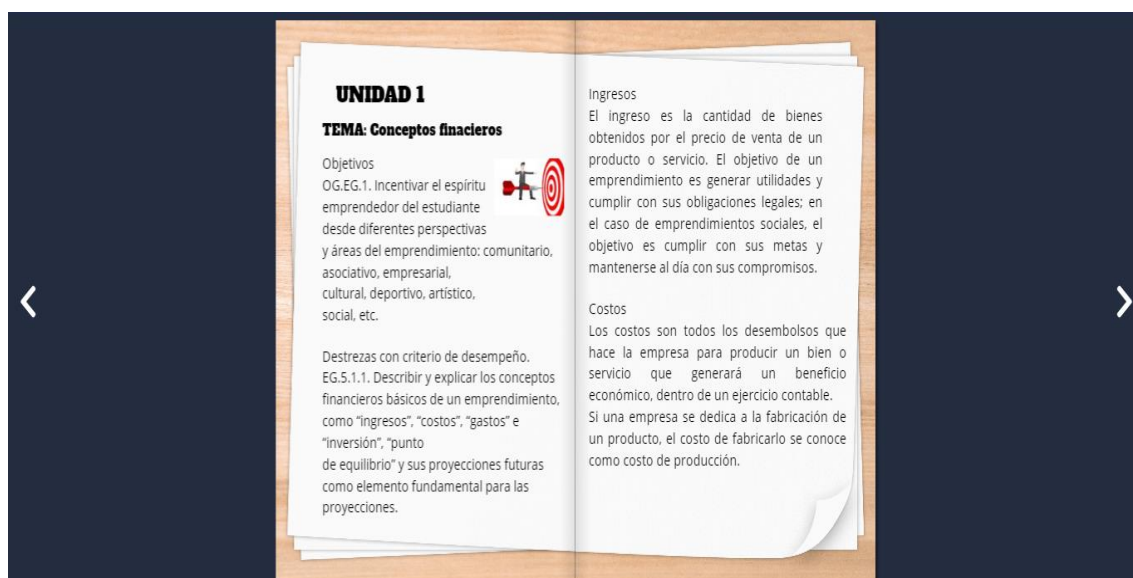 UNIDAD 1
TEMA: Conceptos finacieros
Objetivos
OG.EG.1. Incentivar el espíritu
emprendedor del estudiante
desde diferentes perspectivas
y áreas del emprendimiento: comunitario,
asociativo, empresarial,
cultural, deportivo, artístico,
social, etc.
Destrezas con criterio de desempeño.
EG.5.1.1. Describir y explicar los conceptos
financieros básicos de un emprendimiento,
como “ingresos”, “costos”, “gastos” e
“inversión”, “punto
de equilibrio” y sus proyecciones futuras
como elemento fundamental para las
proyecciones.
Ingresos
El ingreso es la cantidad de bienes
obtenidos por el precio de venta de un
producto o servicio. El objetivo de un
emprendimiento es generar utilidades y
cumplir con sus obligaciones legales; en
el caso de emprendimientos sociales, el
objetivo es cumplir con sus metas y
mantenerse al día con sus compromisos.
Costos
Los costos son todos los desembolsos que
hace la empresa para producir un bien o
servicio que generará un beneficio
económico, dentro de un ejercicio contable.
Si una empresa se dedica a la fabricación de
un producto, el costo de fabricarlo se conoce
como costo de producción.